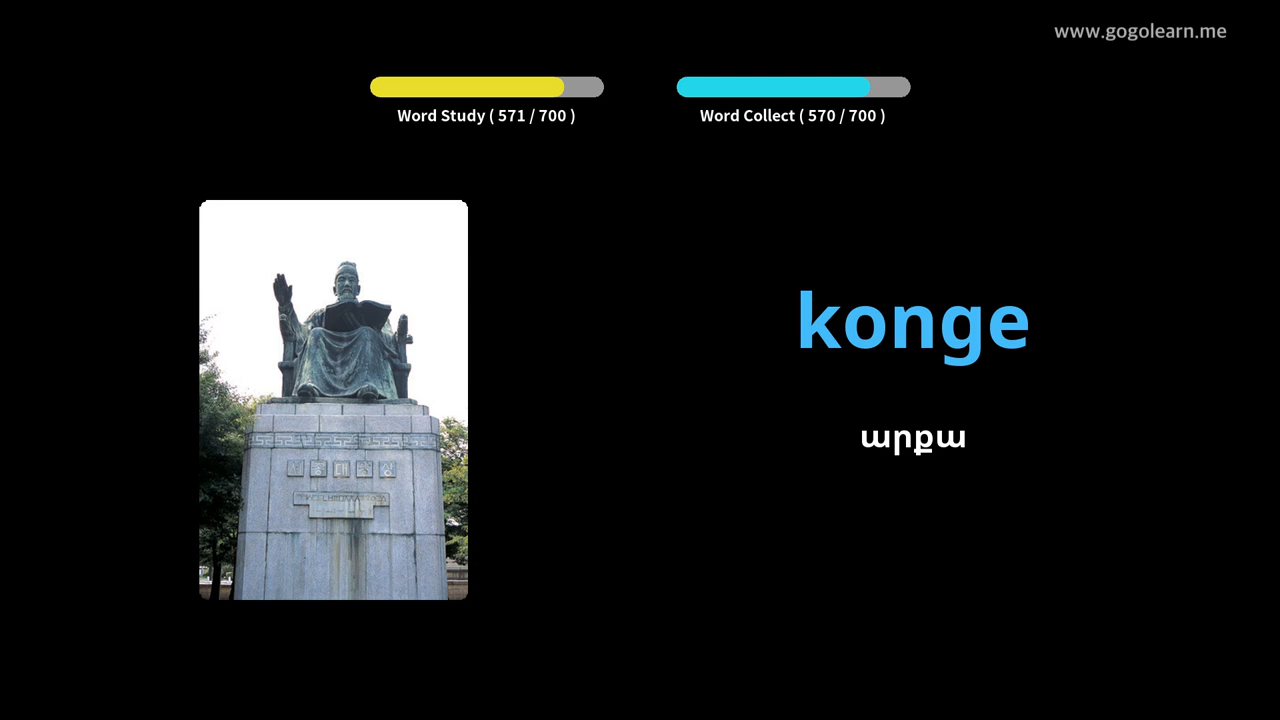 www.gogolearn.me
Word Study ( 571 / 700 )
Word Collect ( 570 / 700 )
konge
արքա